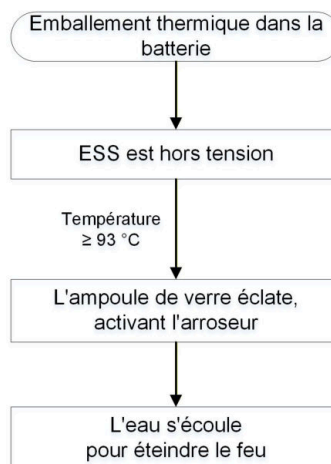 Emballement thermique dans la
batterie
ESS est hors tension
Température
≥ 93 °C
L'ampoule de verre éclate,
activant l'arroseur
L'eau s'écoule
pour éteindre le feu